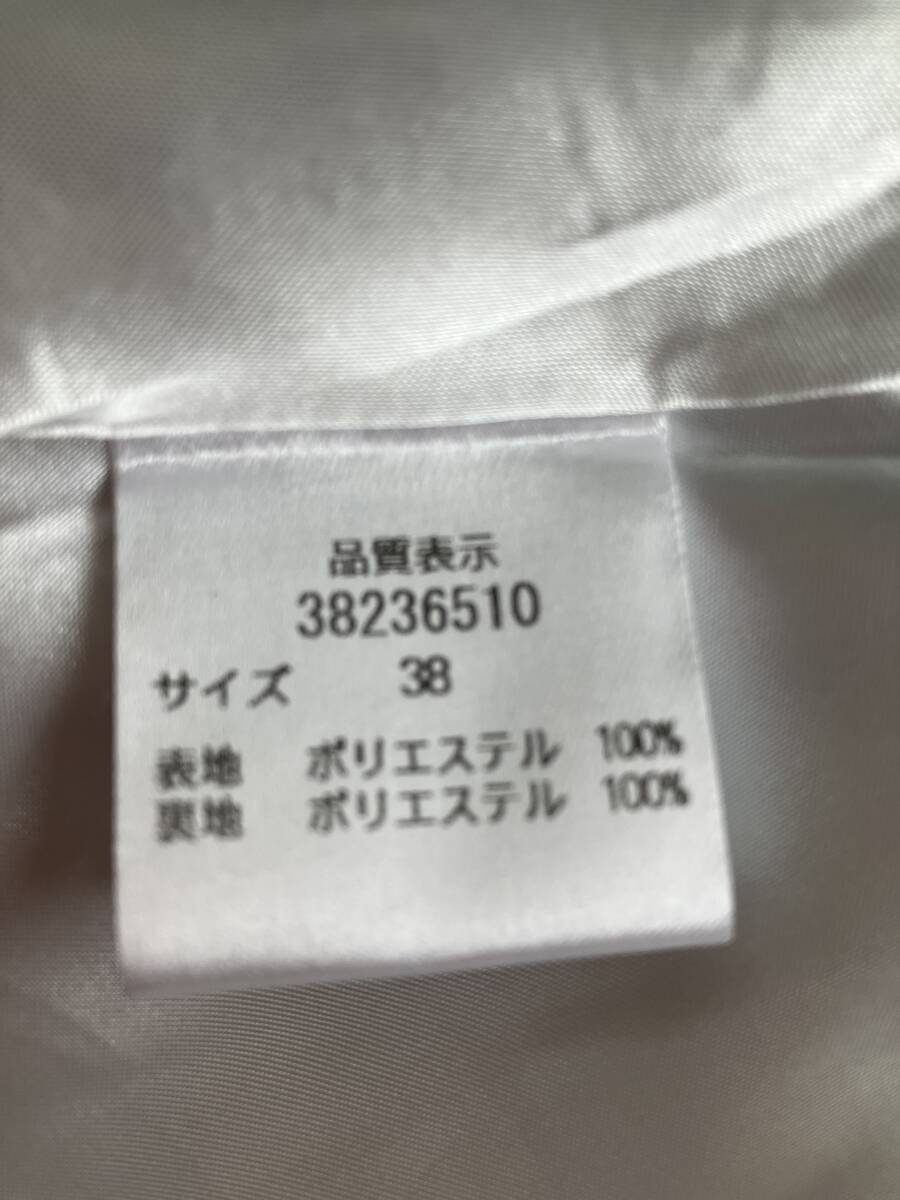 品質表示
38236510
サイズ 38
表地 ポリエステル 100%
裏地 ポリエステル 100%